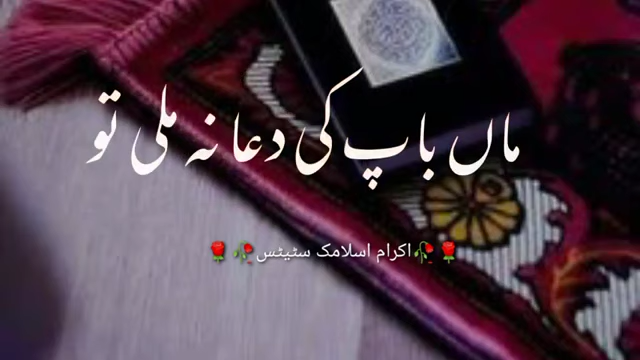 ماں باپ کی دعا نہ ملی تو
🌹🥀اکرام اسلامک سٹیٹس🥀🌹